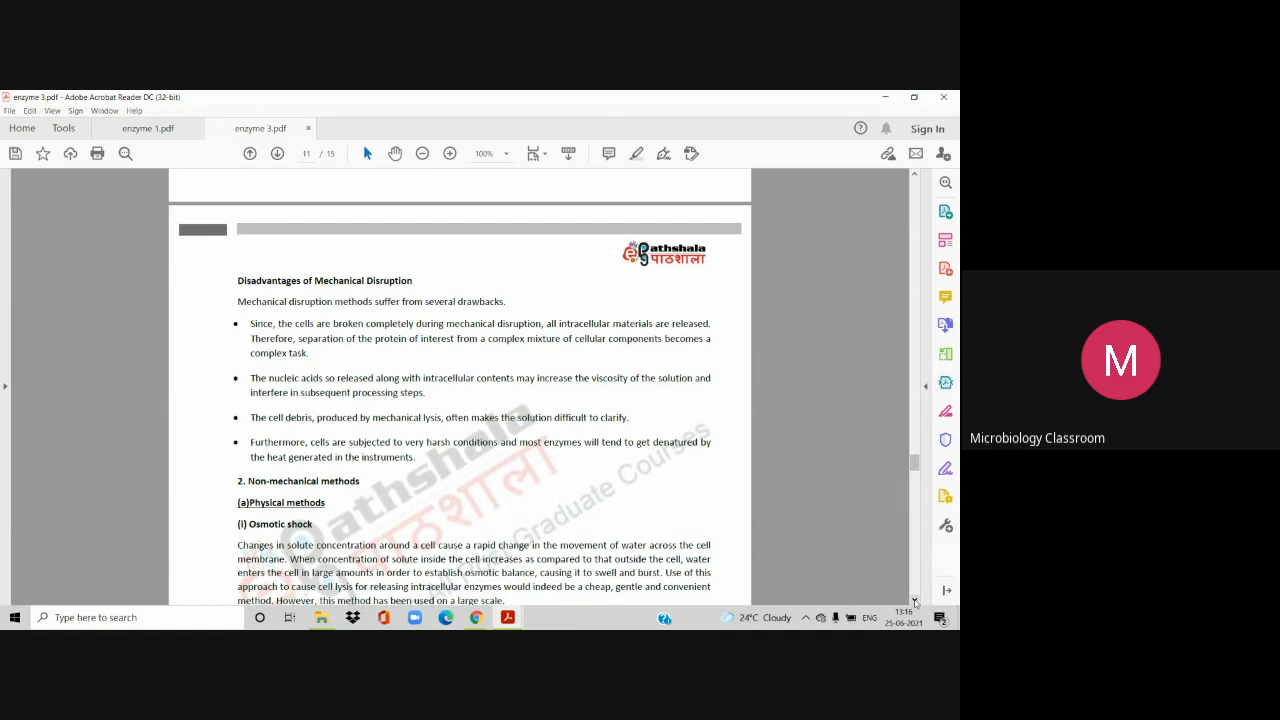 enzyme 3.pdf - Adobe Acrobat Reader DC (32-bit)
File Edit View Sign Window Help
Home Tools enzyme 1.pdf enzyme 3.pdf × Sign In
11 / 15 100%
Pathshala
पाठशाला
Disadvantages of Mechanical Disruption
Mechanical disruption methods suffer from several drawbacks.
• Since, the cells are broken completely during mechanical disruption, all intracellular materials are released.
Therefore, separation of the protein of interest from a complex mixture of cellular components becomes a
complex task.
• The nucleic acids so released along with intracellular contents may increase the viscosity of the solution and
interfere in subsequent processing steps.
• The cell debris, produced by mechanical lysis, often makes the solution difficult to clarify.
• Furthermore, cells are subjected to very harsh conditions and most enzymes will tend to get denatured by
the heat generated in the instruments.
2. Non-mechanical methods
(a)Physical methods
(i) Osmotic shock
Changes in solute concentration around a cell cause a rapid change in the movement of water across the cell
membrane. When concentration of solute inside the cell increases as compared to that outside the cell, water
enters the cell in large amounts in order to establish osmotic balance, causing it to swell and burst. Use of this
approach to cause cell lysis for releasing intracellular enzymes would indeed be a cheap, gentle and convenient
method. However, this method has been used on a large scale.
Pathshala
पाठशाला
Graduate Courses
M
Microbiology Classroom
Type here to search
24°C Cloudy ENG
13:16
25-06-2021
2